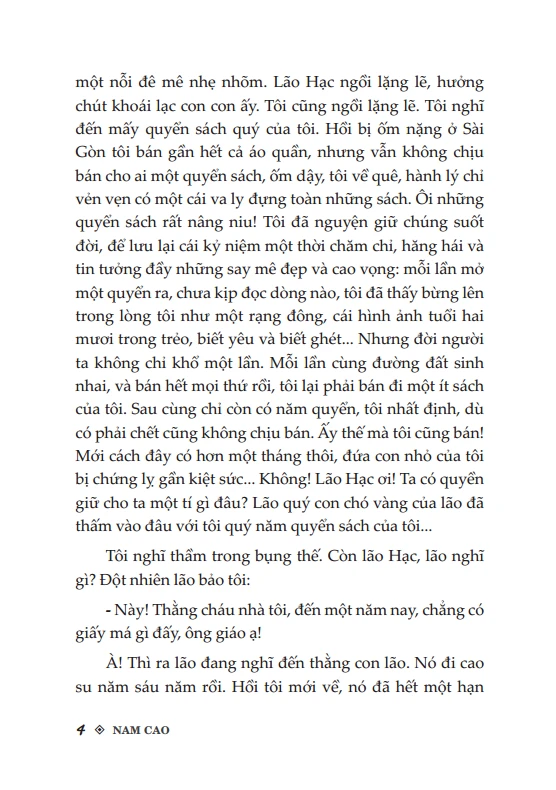 một nỗi đê mê nhẹ nhõm. Lão Hạc ngồi lặng lẽ, hưởng
chút khoái lạc con con ấy. Tôi cũng ngồi lặng lẽ. Tôi nghĩ
đến mấy quyển sách quý của tôi. Hồi bị ốm nặng ở Sài
Gòn tôi bán gần hết cả áo quần, nhưng vẫn không chịu
bán cho ai một quyển sách, ốm dậy, tôi về quê, hành lý chỉ
vẻn vẹn có một cái va ly đựng toàn những sách. Ôi những
quyển sách rất nâng niu! Tôi đã nguyện giữ chúng suốt
đời, để lưu lại cái kỷ niệm một thời chăm chỉ, hăng hái và
tin tưởng đầy những say mê đẹp và cao vọng: mỗi lần mở
một quyển ra, chưa kịp đọc dòng nào, tôi đã thấy bừng lên
trong lòng tôi như một rạng đông, cái hình ảnh tuổi hai
mươi trong trẻo, biết yêu và biết ghét... Nhưng đời người
ta không chỉ khổ một lần. Mỗi lần cùng đường đất sinh
nhai, và bán hết mọi thứ rồi, tôi lại phải bán đi một ít sách
của tôi. Sau cùng chỉ còn có năm quyển, tôi nhất định, dù
có phải chết cũng không chịu bán. Ấy thế mà tôi cũng bán!
Mới cách đây có hơn một tháng thôi, đứa con nhỏ của tôi
bị chứng lỵ gần kiệt sức... Không! Lão Hạc ơi! Ta có quyền
giữ cho ta một tí gì đâu? Lão quý con chó vàng của lão đã
thấm vào đâu với tôi quý năm quyển sách của tôi...
Tôi nghĩ thầm trong bụng thế. Còn lão Hạc, lão nghĩ
gì? Đột nhiên lão bảo tôi:
- Này! Thằng cháu nhà tôi, đến một năm nay, chẳng có
giấy má gì đấy, ông giáo ạ!
À! Thì ra lão đang nghĩ đến thằng con lão. Nó đi cao
su năm sáu năm rồi. Hồi tôi mới về, nó đã hết một hạn
4 ◈ NAM CAO